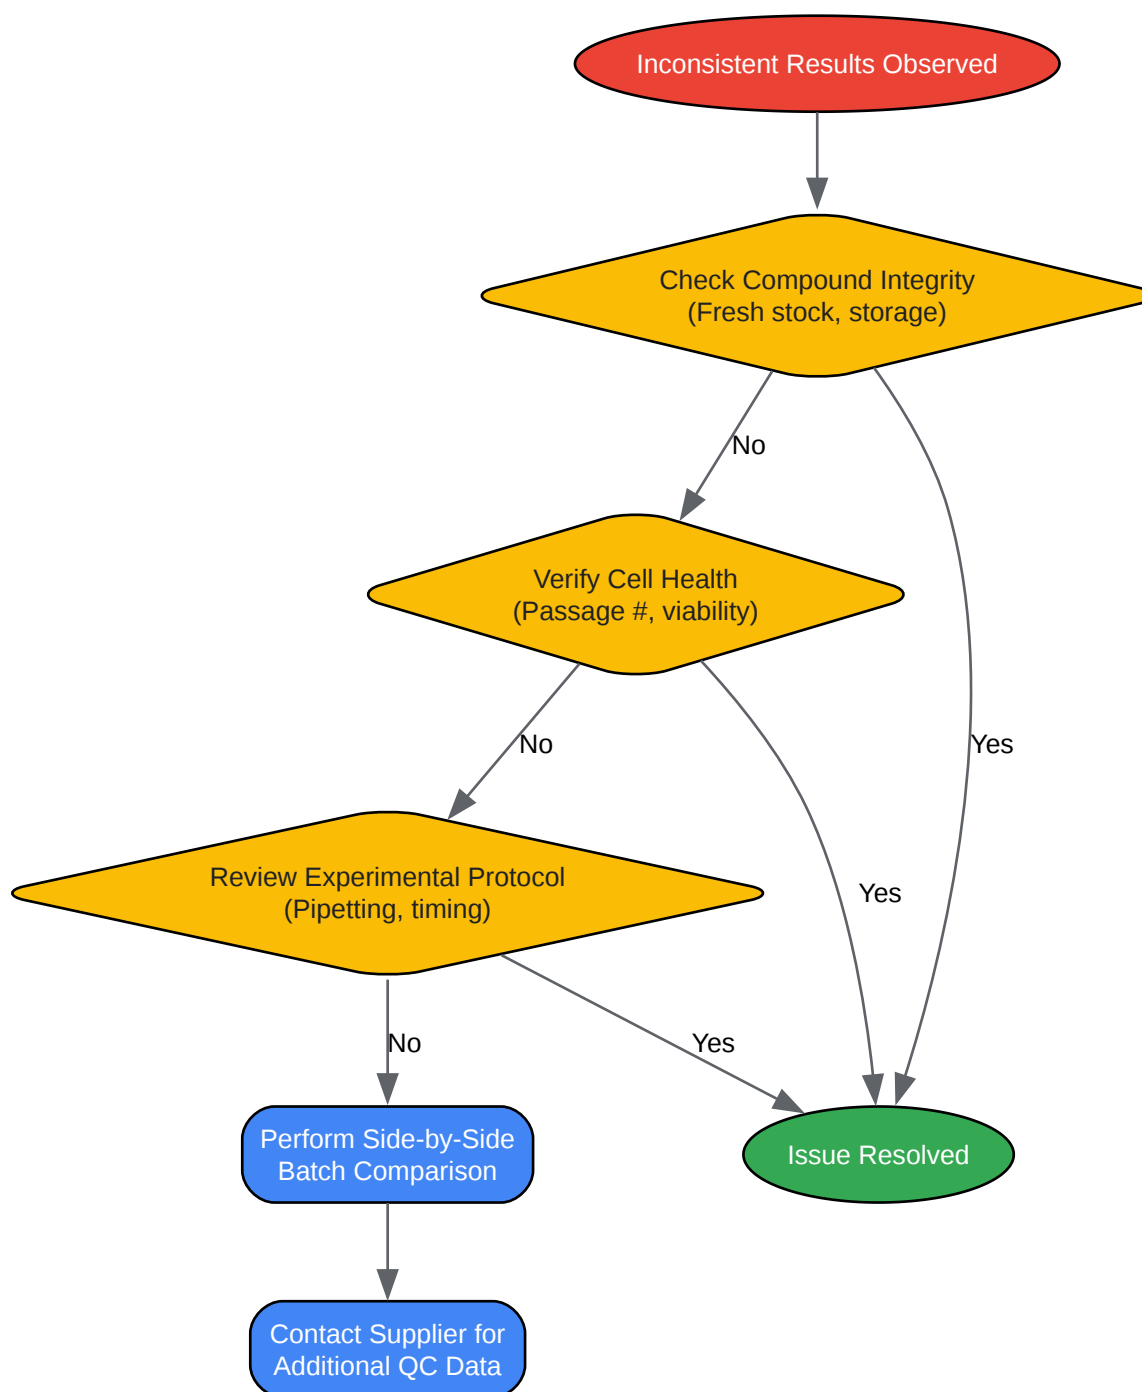 Inconsistent Results Observed
Check Compound Integrity
(Fresh stock, storage)
No
Verify Cell Health
(Passage #, viability)
No
Yes
Review Experimental Protocol
(Pipetting, timing)
Yes
No
Yes
Perform Side-by-Side
Batch Comparison
Issue Resolved
Contact Supplier for
Additional QC Data